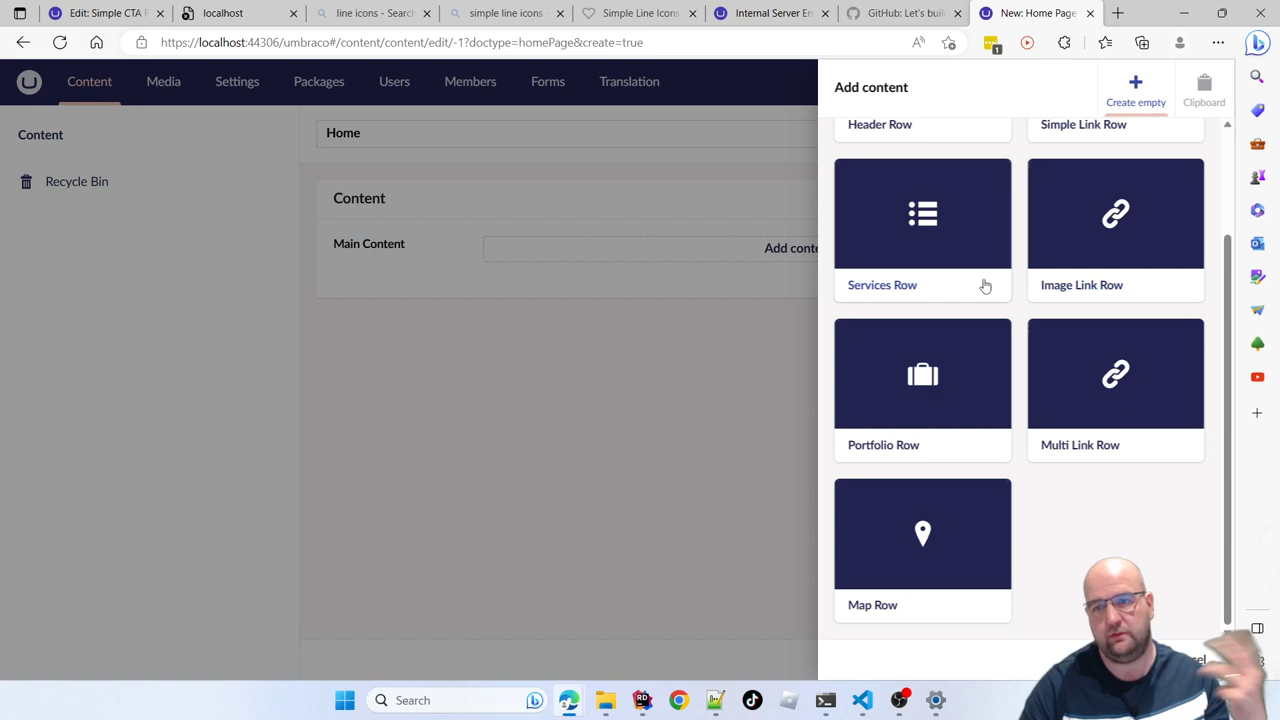 Edit: Simple CTA R
localhost
line icons - Search
simple line icons
Simple Line Icons
Internal Server Err
GitHub: Let's buil
New: Home Page
https://localhost:44306/umbraco#/content/content/edit/-1?doctype=homePage&create=true
1
Content
Media
Settings
Packages
Users
Members
Forms
Translation
Add content
Create empty
Clipboard
Content
Recycle Bin
Home
Content
Main Content
Add conte
Header Row
Simple Link Row
Services Row
Image Link Row
Portfolio Row
Multi Link Row
Map Row
Search